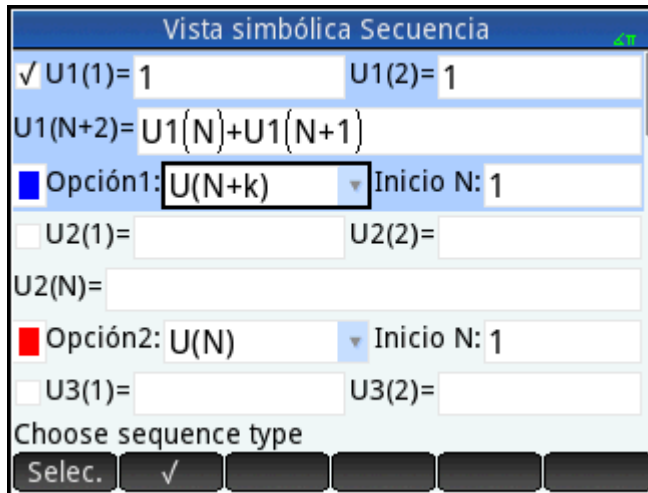 Vista simbólica Secuencia
∡π
√ U1(1)= 1 U1(2)= 1
U1(N+2)= U1(N)+U1(N+1)
Opción1: U(N+k) Inicio N: 1
U2(1)= U2(2)=
U2(N)=
Opción2: U(N) Inicio N: 1
U3(1)= U3(2)=
Choose sequence type
Selec. √